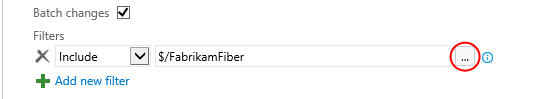 Batch changes
Filters
Include $/FabrikamFiber ...
Add new filter